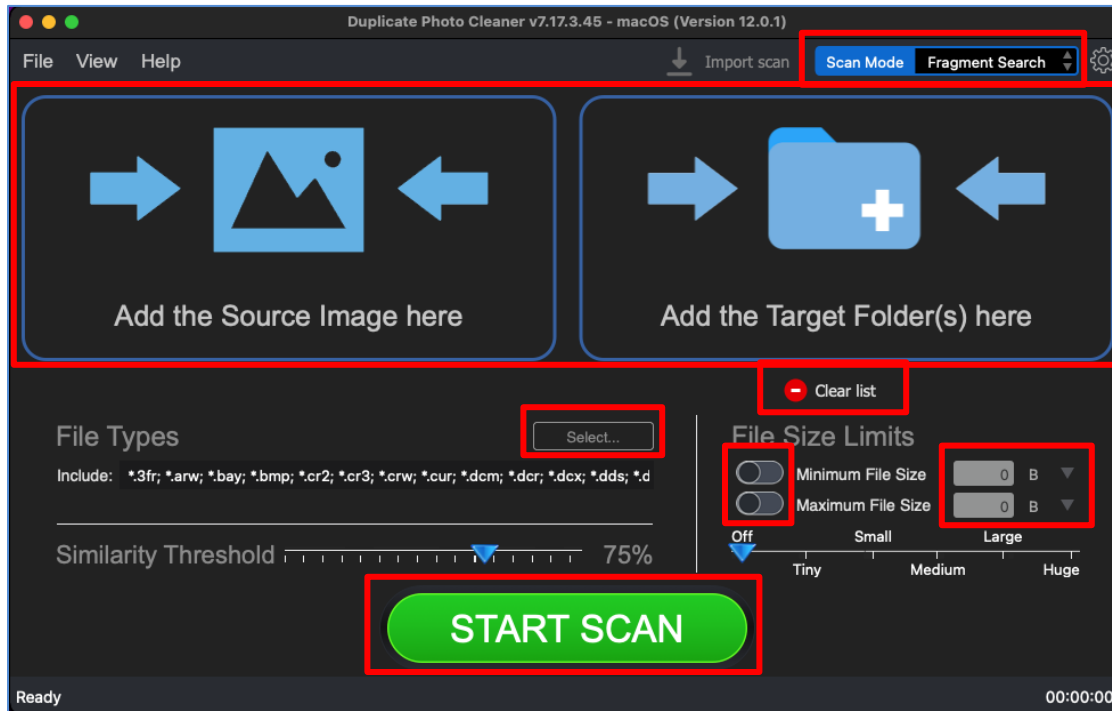 Duplicate Photo Cleaner v7.17.3.45 - macOS (Version 12.0.1)
File View Help Import scan Scan Mode Fragment Search
Add the Source Image here
Add the Target Folder(s) here
Clear list
File Types Select...
Include: *.3fr; *.arw; *.bay; *.bmp; *.cr2; *.cr3; *.crw; *.cur; *.dcm; *.dcr; *.dcx; *.dds; *.d
Similarity Threshold 75%
File Size Limits
Minimum File Size 0 B
Maximum File Size 0 B
Off Small Large
Tiny Medium Huge
START SCAN
Ready 00:00:00